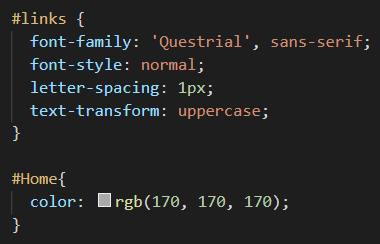 #links {
  font-family: 'Questrial', sans-serif;
  font-style: normal;
  letter-spacing: 1px;
  text-transform: uppercase;
}

#Home{
  color: rgb(170, 170, 170);
}